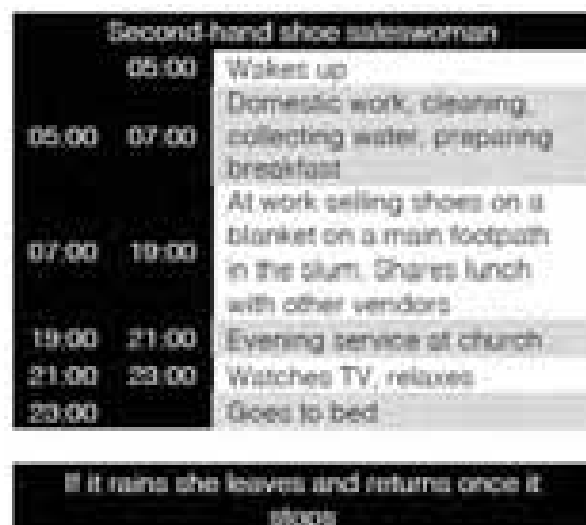 Second-hand shoe saleswoman
05:00 Wakes up
05:00 07:00 Domestic work, cleaning,
collecting water, preparing
breakfast
07:00 19:00 At work selling shoes on a
blanket on a main footpath
in the slum. Shares lunch
with other vendors
19:00 21:00 Evening service at church
21:00 23:00 Watches TV, relaxes
23:00 Goes to bed
If it rains she leaves and returns once it
stops